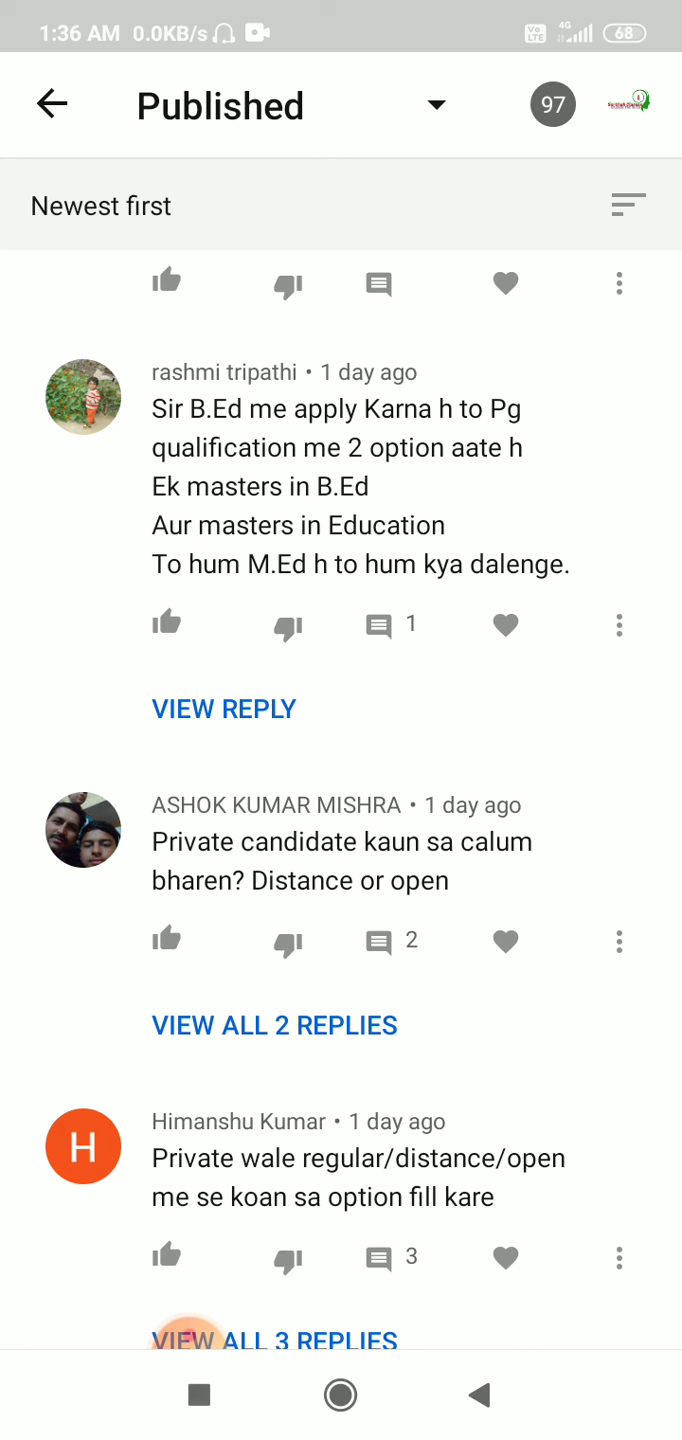 1:36 AM 0.0KB/s Vo LTE 4G 68
Published 97
Newest first
rashmi tripathi • 1 day ago
Sir B.Ed me apply Karna h to Pg
qualification me 2 option aate h
Ek masters in B.Ed
Aur masters in Education
To hum M.Ed h to hum kya dalenge.
1
VIEW REPLY
ASHOK KUMAR MISHRA • 1 day ago
Private candidate kaun sa calum
bharen? Distance or open
2
VIEW ALL 2 REPLIES
H
Himanshu Kumar • 1 day ago
Private wale regular/distance/open
me se koan sa option fill kare
3
VIEW ALL 3 REPLIES